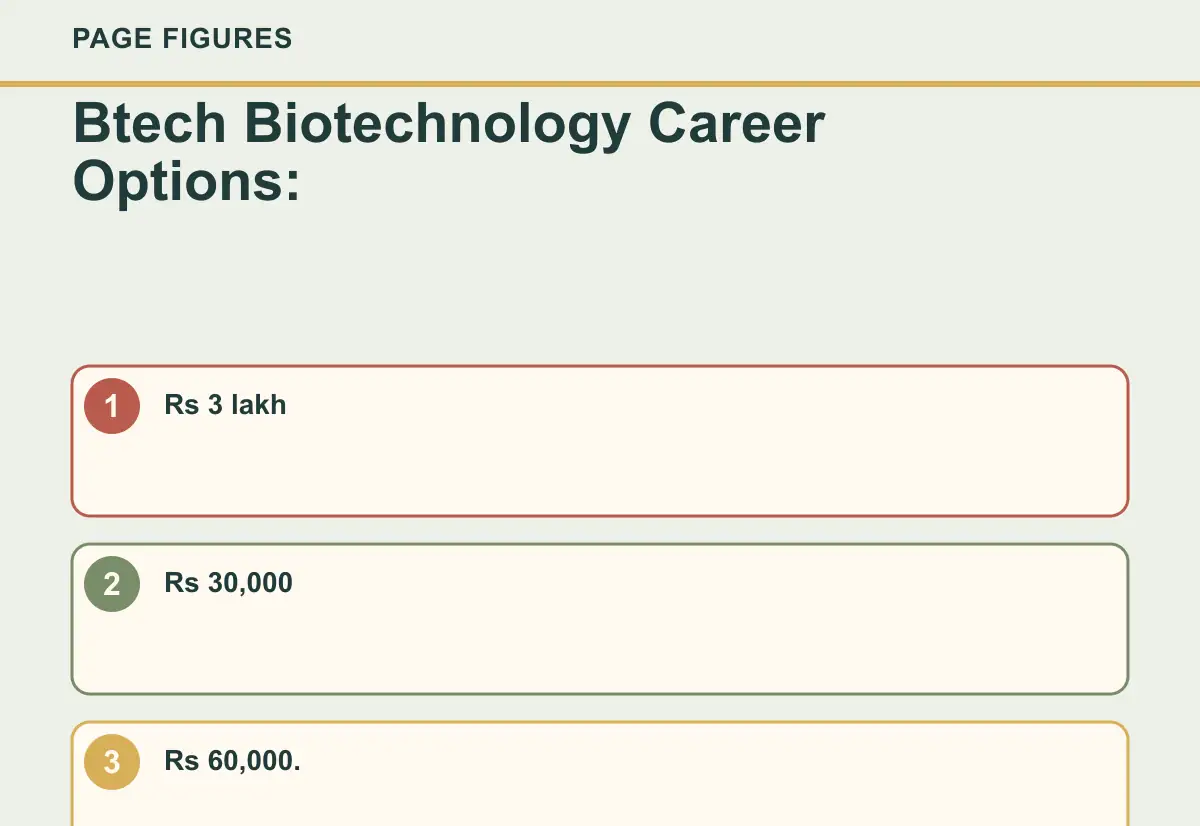 PAGE FIGURES
Btech Biotechnology Career
Options:
1
Rs 3 lakh
2
Rs 30,000
3
Rs 60,000.